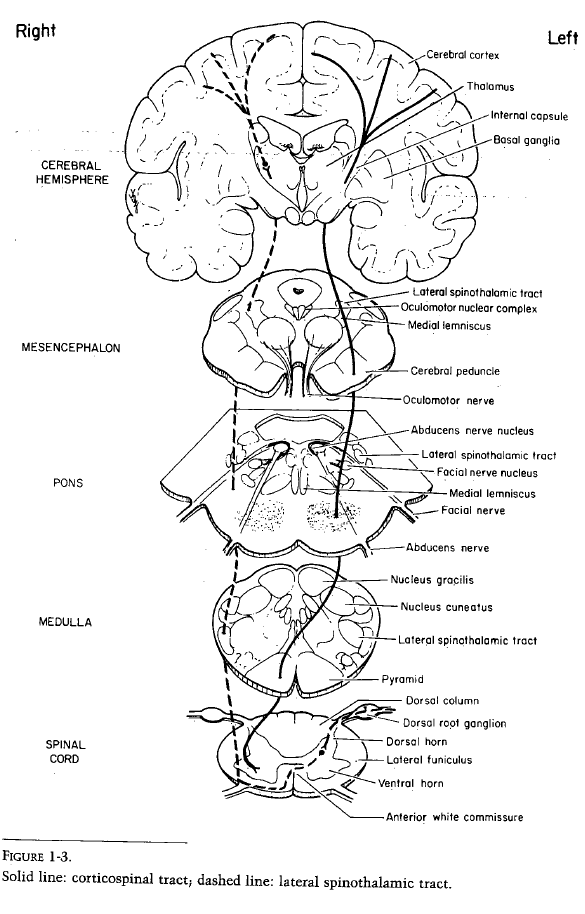 Right
Left
Cerebral cortex
Thalamus
Internal capsule
Basal ganglia
CEREBRAL
HEMISPHERE
Lateral spinothalamic tract
Oculomotor nuclear complex
Medial lemniscus
MESENCEPHALON
Cerebral peduncle
Oculomotor nerve
Abducens nerve nucleus
Lateral spinothalamic tract
Facial nerve nucleus
PONS
Medial lemniscus
Facial nerve
Abducens nerve
Nucleus gracilis
Nucleus cuneatus
MEDULLA
Lateral spinothalamic tract
Pyramid
Dorsal column
Dorsal root ganglion
Dorsal horn
SPINAL
CORD
Lateral funiculus
Ventral horn
Anterior white commissure
FIGURE 1-3.
Solid line: corticospinal tract; dashed line: lateral spinothalamic tract.